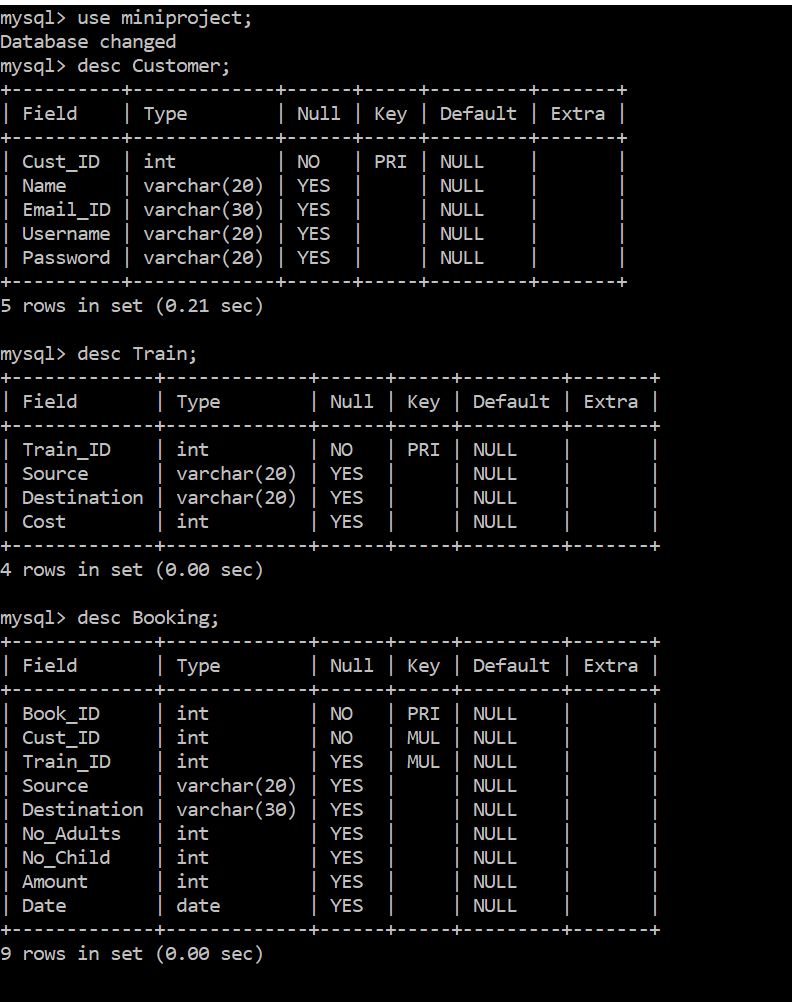 mysql> use miniproject;
Database changed
mysql> desc Customer;
+----------+-------------+------+-----+---------+-------+
| Field    | Type        | Null | Key | Default | Extra |
+----------+-------------+------+-----+---------+-------+
| Cust_ID  | int         | NO   | PRI | NULL    |       |
| Name     | varchar(20) | YES  |     | NULL    |       |
| Email_ID | varchar(30) | YES  |     | NULL    |       |
| Username | varchar(20) | YES  |     | NULL    |       |
| Password | varchar(20) | YES  |     | NULL    |       |
+----------+-------------+------+-----+---------+-------+
5 rows in set (0.21 sec)

mysql> desc Train;
+-------------+-------------+------+-----+---------+-------+
| Field       | Type        | Null | Key | Default | Extra |
+-------------+-------------+------+-----+---------+-------+
| Train_ID    | int         | NO   | PRI | NULL    |       |
| Source      | varchar(20) | YES  |     | NULL    |       |
| Destination | varchar(20) | YES  |     | NULL    |       |
| Cost        | int         | YES  |     | NULL    |       |
+-------------+-------------+------+-----+---------+-------+
4 rows in set (0.00 sec)

mysql> desc Booking;
+-------------+-------------+------+-----+---------+-------+
| Field       | Type        | Null | Key | Default | Extra |
+-------------+-------------+------+-----+---------+-------+
| Book_ID     | int         | NO   | PRI | NULL    |       |
| Cust_ID     | int         | NO   | MUL | NULL    |       |
| Train_ID    | int         | YES  | MUL | NULL    |       |
| Source      | varchar(20) | YES  |     | NULL    |       |
| Destination | varchar(30) | YES  |     | NULL    |       |
| No_Adults   | int         | YES  |     | NULL    |       |
| No_Child    | int         | YES  |     | NULL    |       |
| Amount      | int         | YES  |     | NULL    |       |
| Date        | date        | YES  |     | NULL    |       |
+-------------+-------------+------+-----+---------+-------+
9 rows in set (0.00 sec)